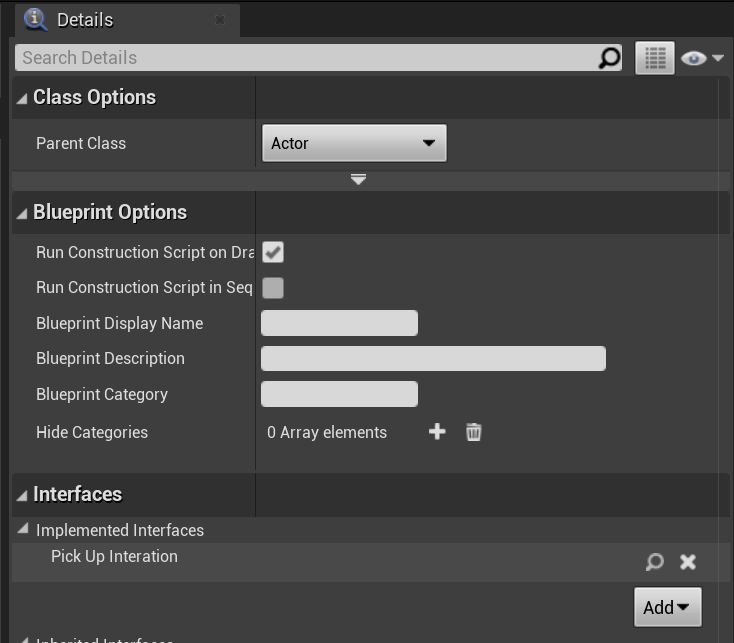 Details
Search Details
Class Options
Parent Class Actor
Blueprint Options
Run Construction Script on Dra
Run Construction Script in Seq
Blueprint Display Name
Blueprint Description
Blueprint Category
Hide Categories 0 Array elements
Interfaces
Implemented Interfaces
Pick Up Interation
Add
Inherited Interfaces